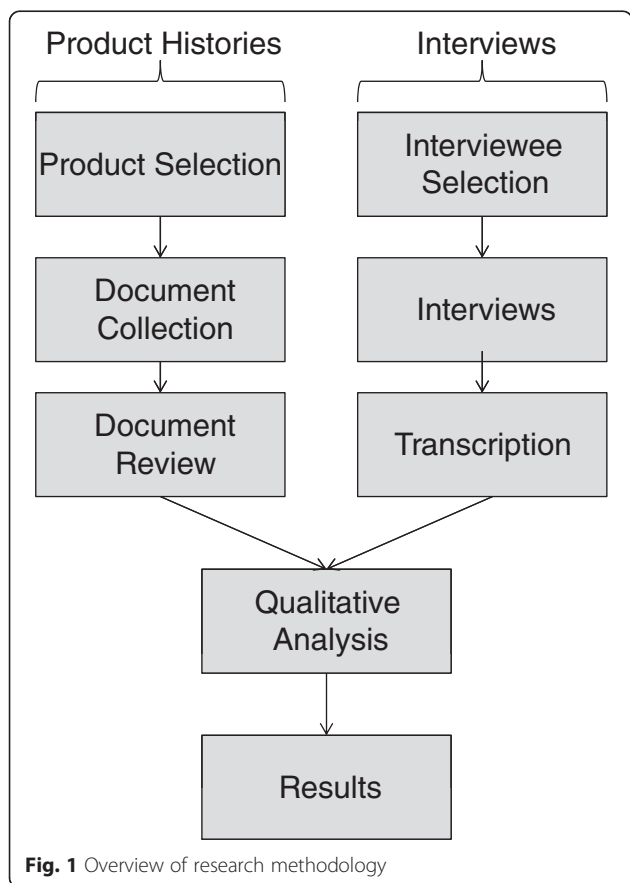 Product Histories
Interviews
Product Selection
Interviewee
Selection
Document
Collection
Interviews
Document
Review
Transcription
Qualitative
Analysis
Results
Fig. 1 Overview of research methodology